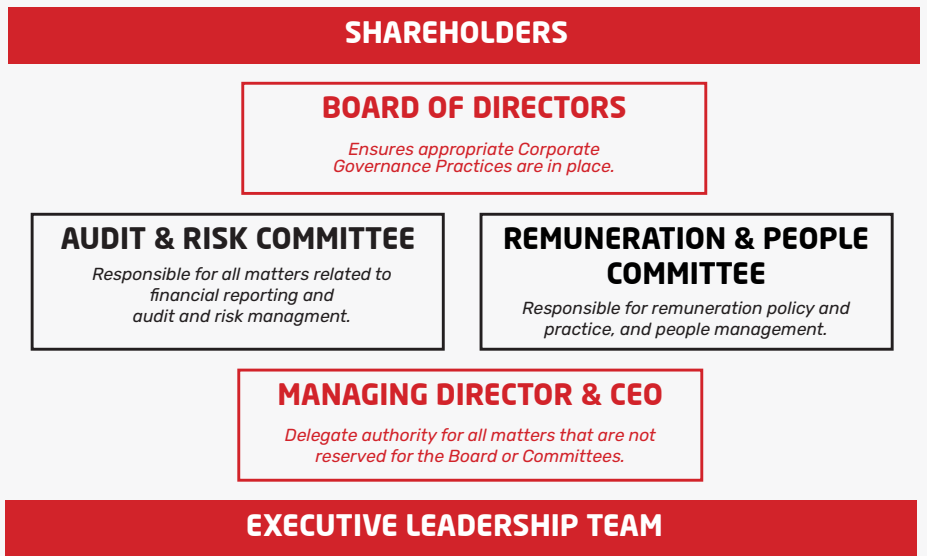 SHAREHOLDERS
BOARD OF DIRECTORS
Ensures appropriate Corporate
Governance Practices are in place.
AUDIT & RISK COMMITTEE
Responsible for all matters related to
financial reporting and
audit and risk managment.
REMUNERATION & PEOPLE
COMMITTEE
Responsible for remuneration policy and
practice, and people management.
MANAGING DIRECTOR & CEO
Delegate authority for all matters that are not
reserved for the Board or Committees.
EXECUTIVE LEADERSHIP TEAM